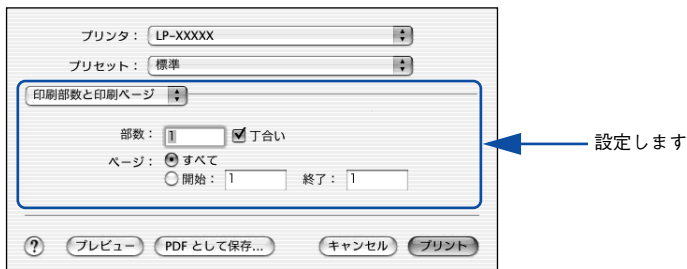 プリンタ： LP-XXXXX
プリセット： 標準
印刷部数と印刷ページ
部数： 1 丁合い
ページ： すべて
開始： 1 終了： 1
設定します
? プレビュー PDF として保存... キャンセル プリント